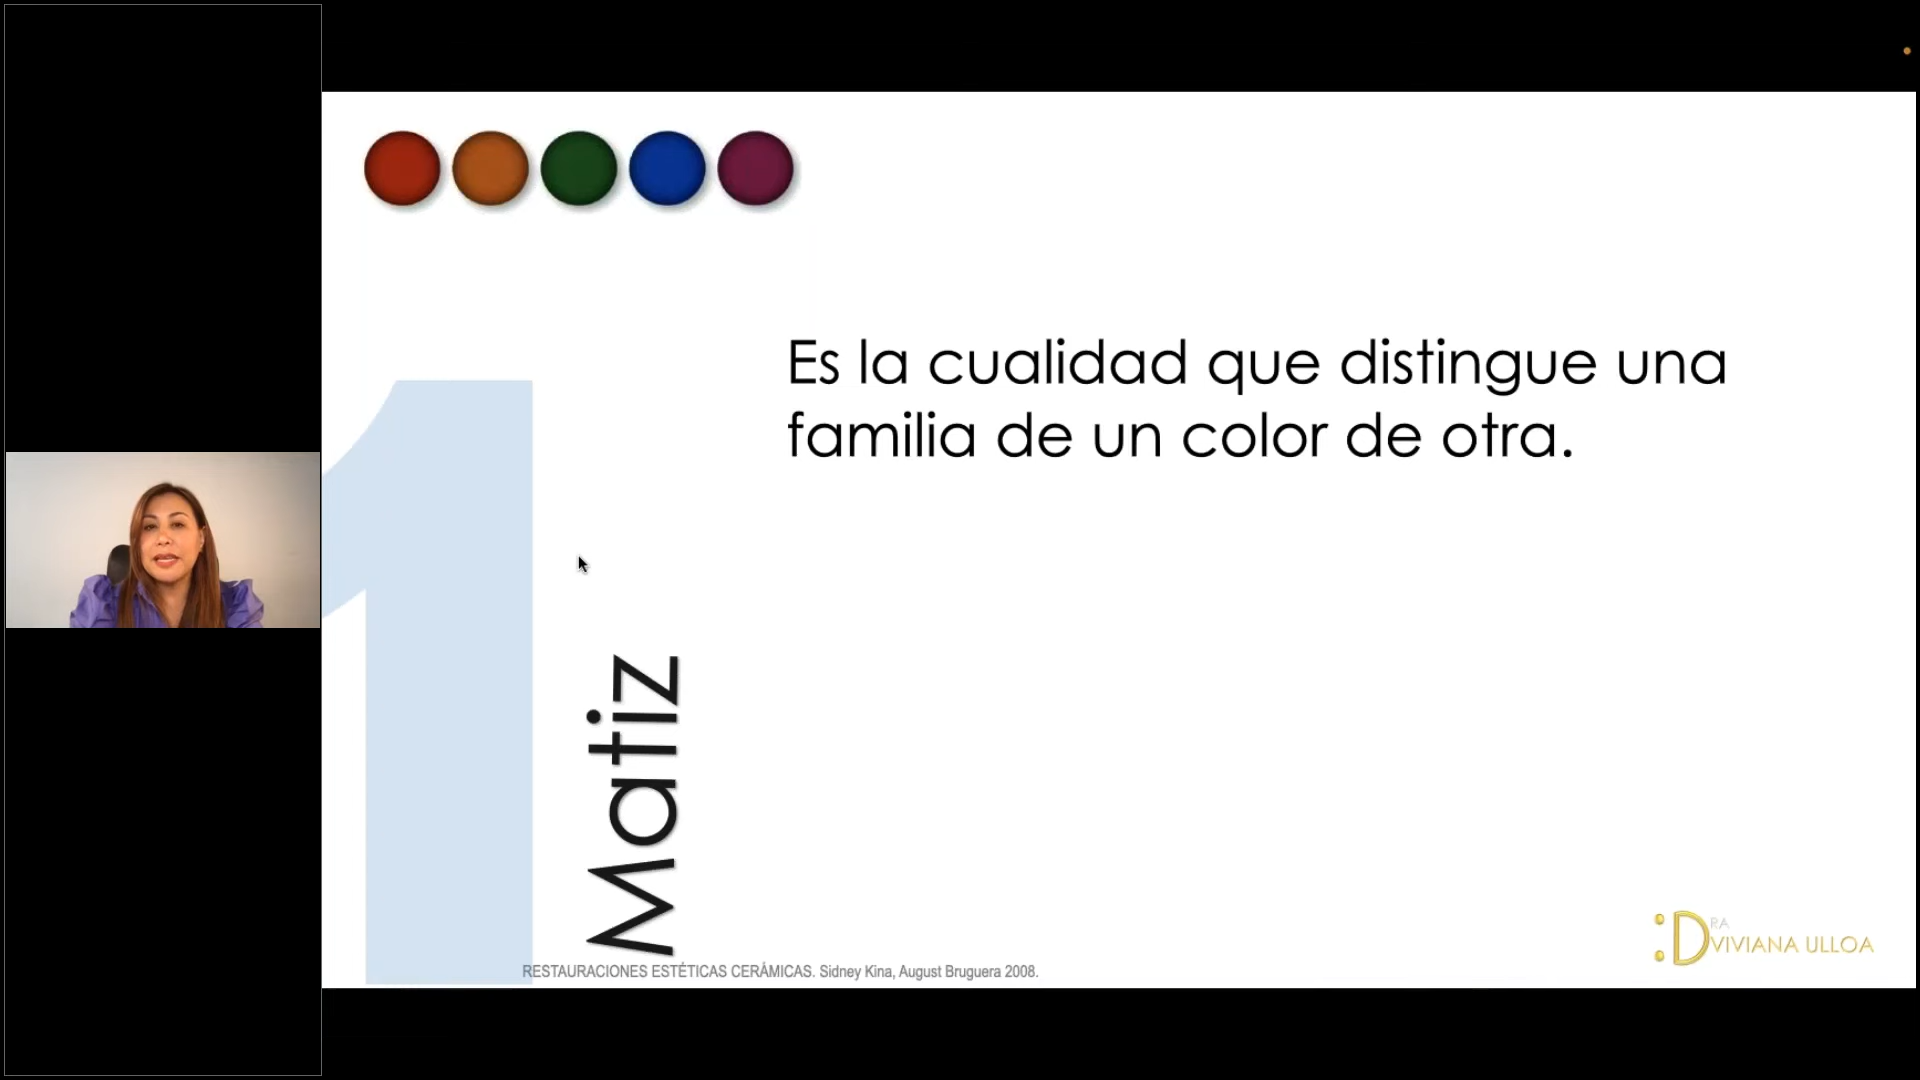 Es la cualidad que distingue una
familia de un color de otra.
1
Matiz
RESTAURACIONES ESTÉTICAS CERÁMICAS. Sidney Kina, August Bruguera 2008.
:DRA
VIVIANA ULLOA